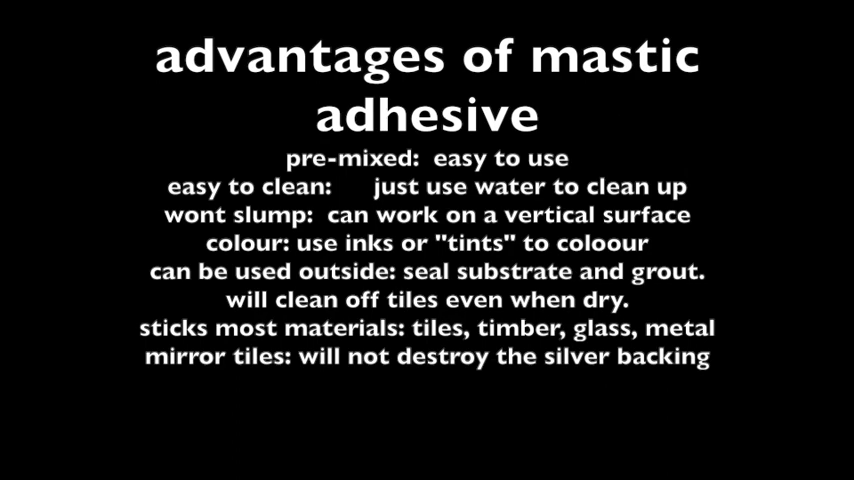 advantages of mastic
adhesive
pre-mixed: easy to use
easy to clean: just use water to clean up
wont slump: can work on a vertical surface
colour: use inks or "tints" to coloour
can be used outside: seal substrate and grout.
will clean off tiles even when dry.
sticks most materials: tiles, timber, glass, metal
mirror tiles: will not destroy the silver backing